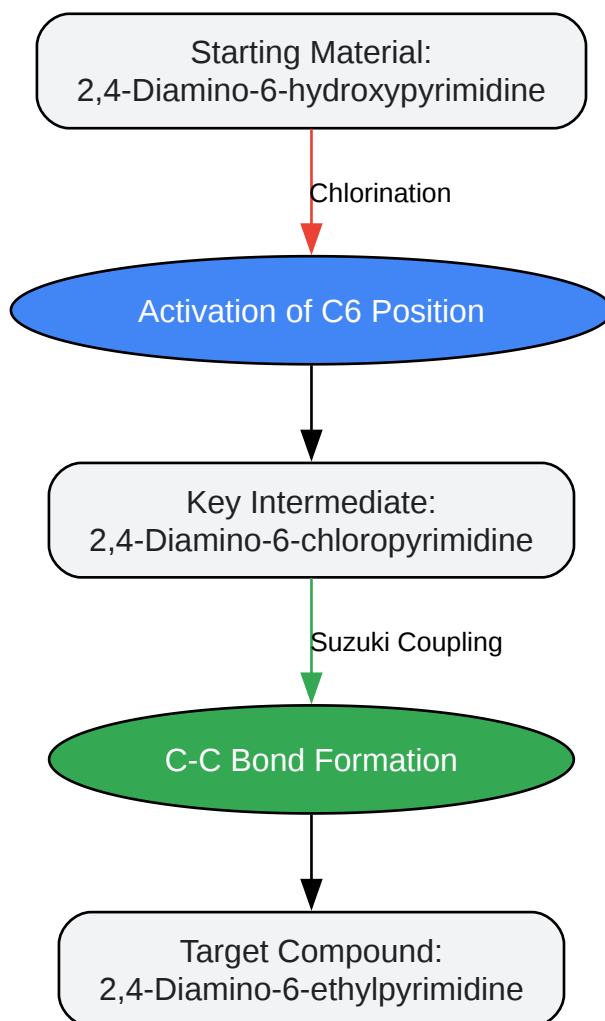 Starting Material:
2,4-Diamino-6-hydroxypyrimidine
Chlorination
Activation of C6 Position
Key Intermediate:
2,4-Diamino-6-chloropyrimidine
Suzuki Coupling
C-C Bond Formation
Target Compound:
2,4-Diamino-6-ethylpyrimidine